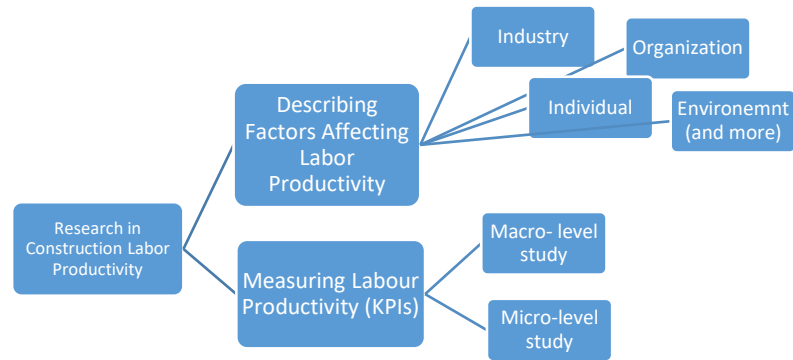 Research in
Construction Labor
Productivity
Describing
Factors Affecting
Labor
Productivity
Industry
Organization
Individual
Environemnt
(and more)
Measuring Labour
Productivity (KPIs)
Macro- level
study
Micro-level
study